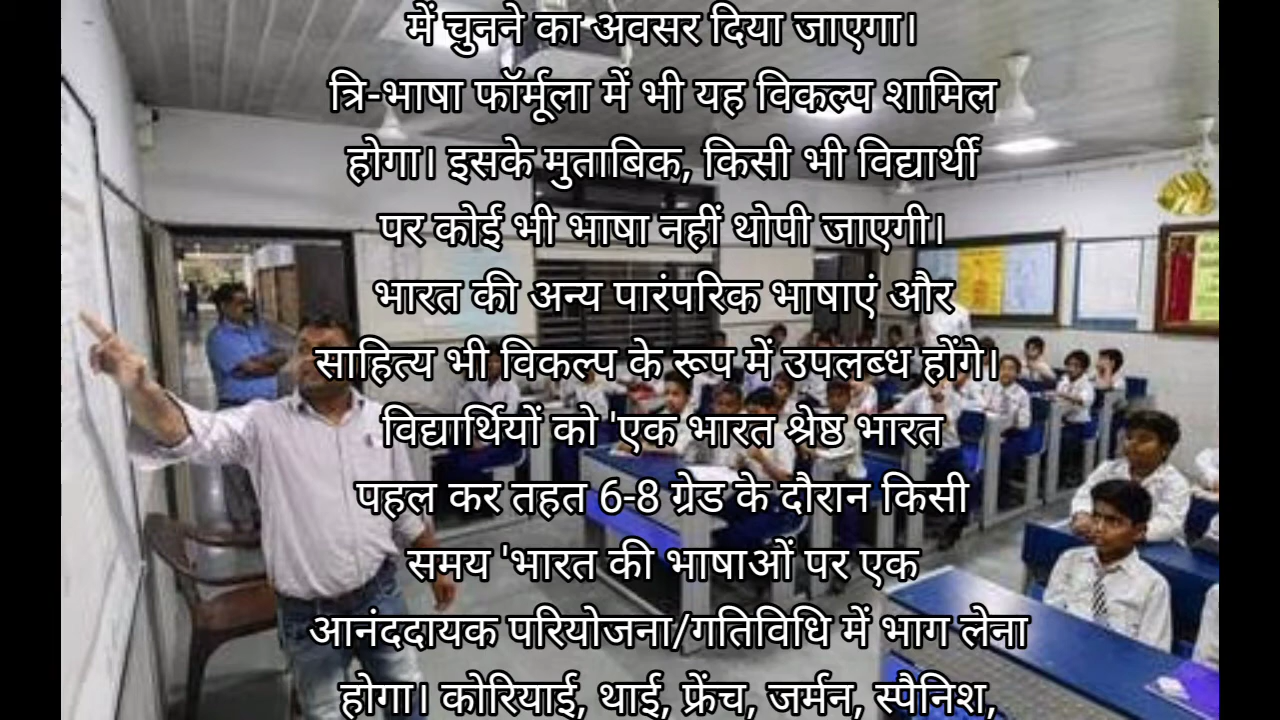 में चुनने का अवसर दिया जाएगा।
त्रि-भाषा फॉर्मूला में भी यह विकल्प शामिल
होगा। इसके मुताबिक, किसी भी विद्यार्थी
पर कोई भी भाषा नहीं थोपी जाएगी।
भारत की अन्य पारंपरिक भाषाएं और
साहित्य भी विकल्प के रूप में उपलब्ध होंगे।
विद्यार्थियों को 'एक भारत श्रेष्ठ भारत
पहल कर तहत 6-8 ग्रेड के दौरान किसी
समय 'भारत की भाषाओं पर एक
आनंददायक परियोजना/गतिविधि में भाग लेना
होगा। कोरियाई, थाई, फ्रेंच, जर्मन, स्पैनिश,